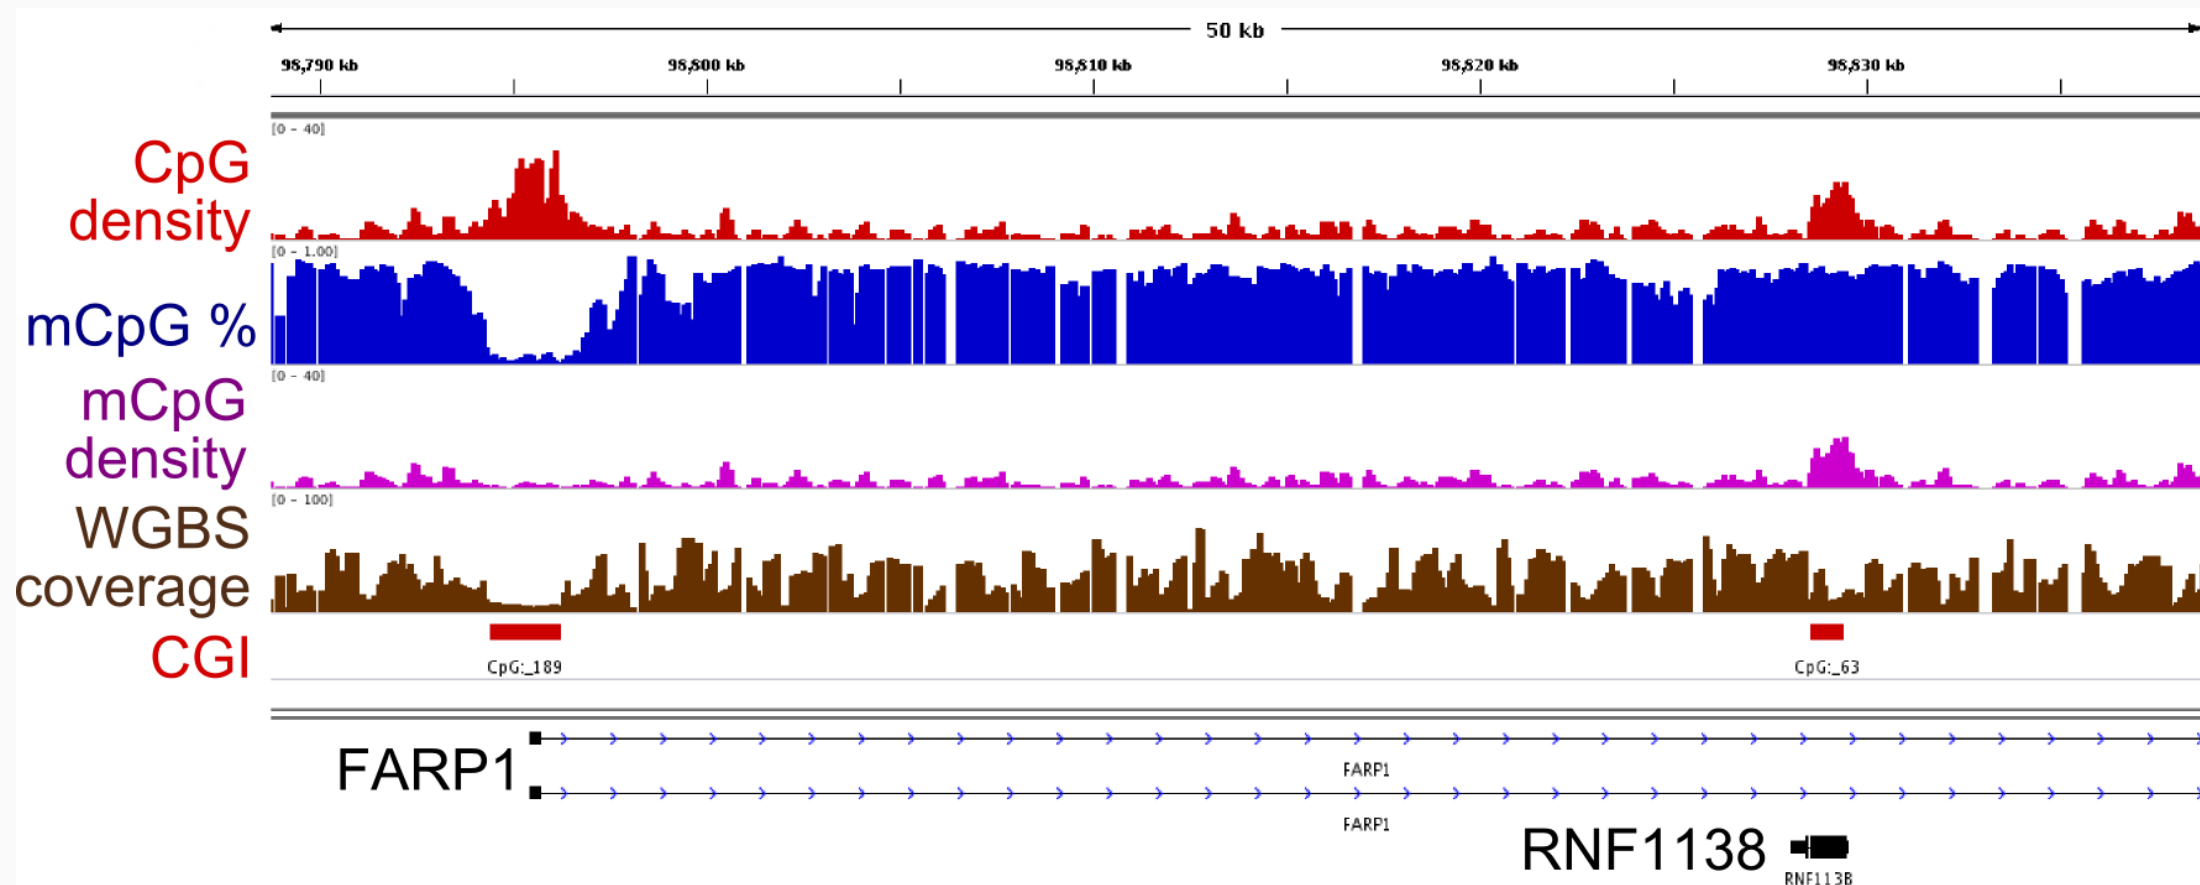 50 kb
98,790 kb 98,800 kb 98,810 kb 98,820 kb 98,830 kb
[0 - 40]
CpG
density
[0 - 1.00]
mCpG %
[0 - 40]
mCpG
density
[0 - 100]
WGBS
coverage
CGI
CpG:_189 CpG:_63
FARP1
FARP1
FARP1
RNF1138
RNF113B